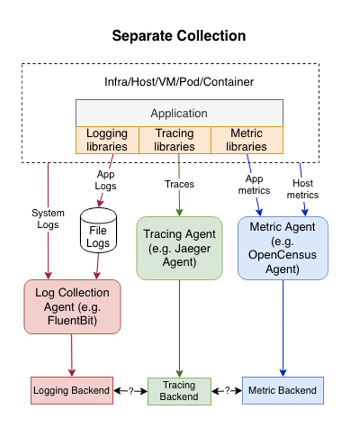 Separate Collection
Infra/Host/VM/Pod/Container
Application
Logging
libraries
Tracing
libraries
Metric
libraries
App
Logs
Traces
App
metrics
Host
metrics
System
Logs
File
Logs
Tracing Agent
(e.g. Jaeger
Agent)
Metric Agent
(e.g.
OpenCensus
Agent)
Log Collection
Agent (e.g.
FluentBit)
Logging Backend
?
Tracing
Backend
?
Metric Backend